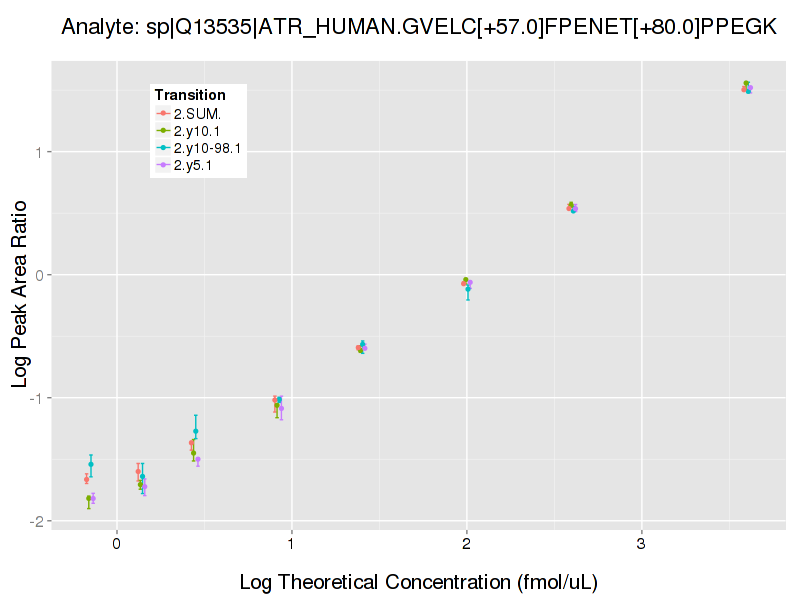 Analyte: sp|Q13535|ATR_HUMAN.GVELC[+57.0]FPENET[+80.0]PPEGK
Transition
2.SUM.
2.y10.1
2.y10-98.1
2.y5.1
Log Peak Area Ratio
1
0
-1
-2
0
1
2
3
Log Theoretical Concentration (fmol/uL)